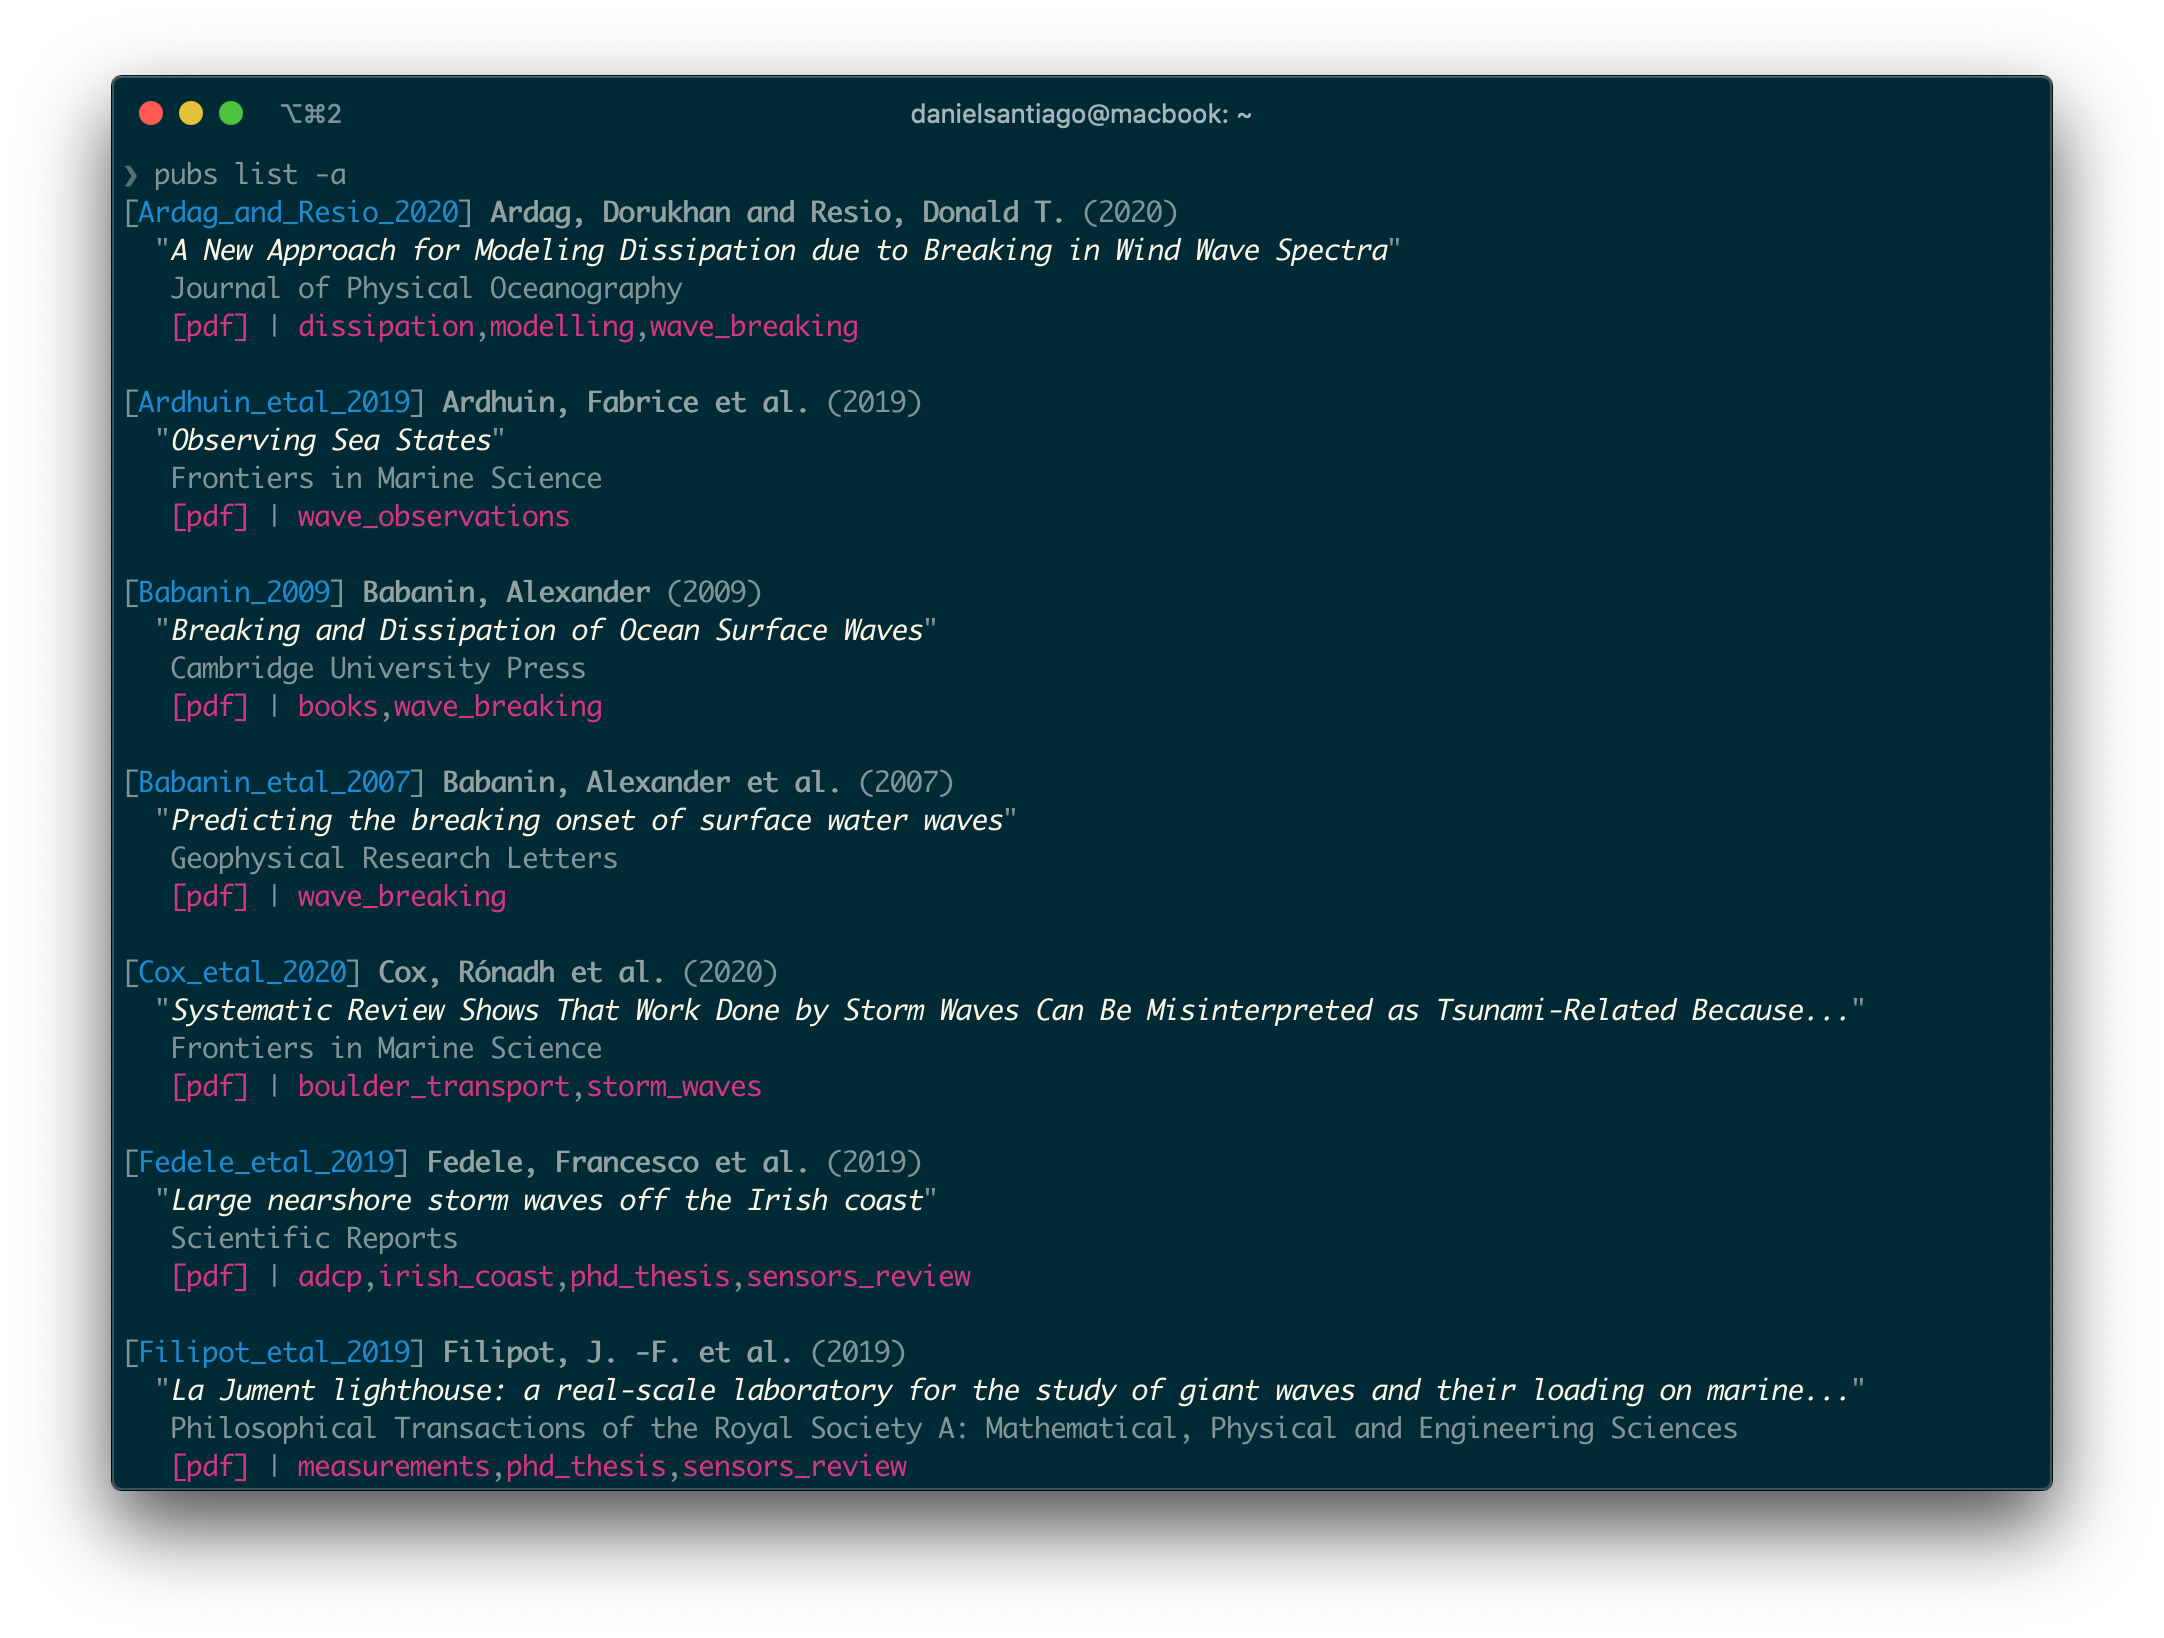 ⌥⌘2 danielsantiago@macbook: ~
❯ pubs list -a
[Ardag_and_Resio_2020] Ardag, Dorukhan and Resio, Donald T. (2020)
"A New Approach for Modeling Dissipation due to Breaking in Wind Wave Spectra"
Journal of Physical Oceanography
[pdf] | dissipation,modelling,wave_breaking
[Ardhuin_etal_2019] Ardhuin, Fabrice et al. (2019)
"Observing Sea States"
Frontiers in Marine Science
[pdf] | wave_observations
[Babanin_2009] Babanin, Alexander (2009)
"Breaking and Dissipation of Ocean Surface Waves"
Cambridge University Press
[pdf] | books,wave_breaking
[Babanin_etal_2007] Babanin, Alexander et al. (2007)
"Predicting the breaking onset of surface water waves"
Geophysical Research Letters
[pdf] | wave_breaking
[Cox_etal_2020] Cox, Rónadh et al. (2020)
"Systematic Review Shows That Work Done by Storm Waves Can Be Misinterpreted as Tsunami-Related Because..."
Frontiers in Marine Science
[pdf] | boulder_transport,storm_waves
[Fedele_etal_2019] Fedele, Francesco et al. (2019)
"Large nearshore storm waves off the Irish coast"
Scientific Reports
[pdf] | adcp,irish_coast,phd_thesis,sensors_review
[Filipot_etal_2019] Filipot, J. -F. et al. (2019)
"La Jument lighthouse: a real-scale laboratory for the study of giant waves and their loading on marine..."
Philosophical Transactions of the Royal Society A: Mathematical, Physical and Engineering Sciences
[pdf] | measurements,phd_thesis,sensors_review